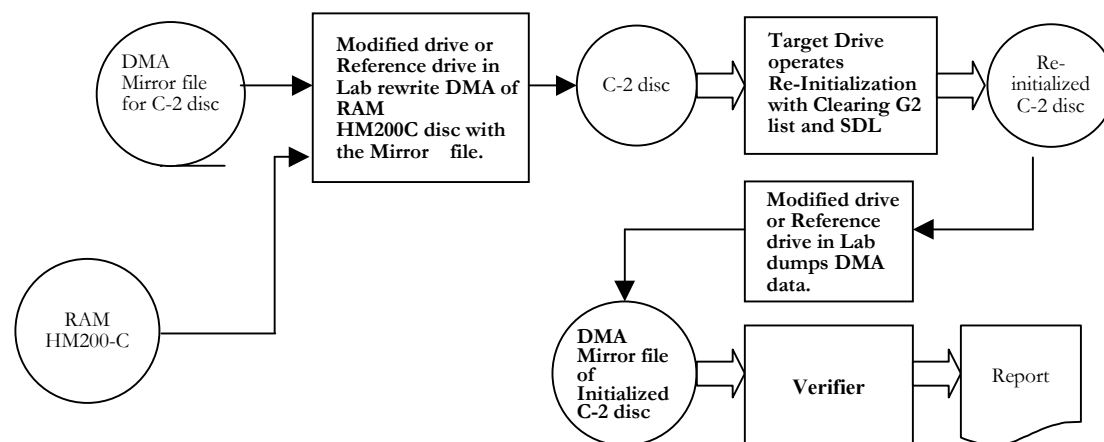 DMA
Mirror file
for C-2 disc
Modified drive or
Reference drive in
Lab rewrite DMA of
RAM
HM200C disc with
the Mirror file.
C-2 disc
Target Drive
operates
Re-Initialization
with Clearing G2
list and SDL
Re-
initialized
C-2 disc
Modified drive
or Reference
drive in Lab
dumps DMA
data.
RAM
HM200-C
DMA
Mirror file
of
Initialized
C-2 disc
Verifier
Report